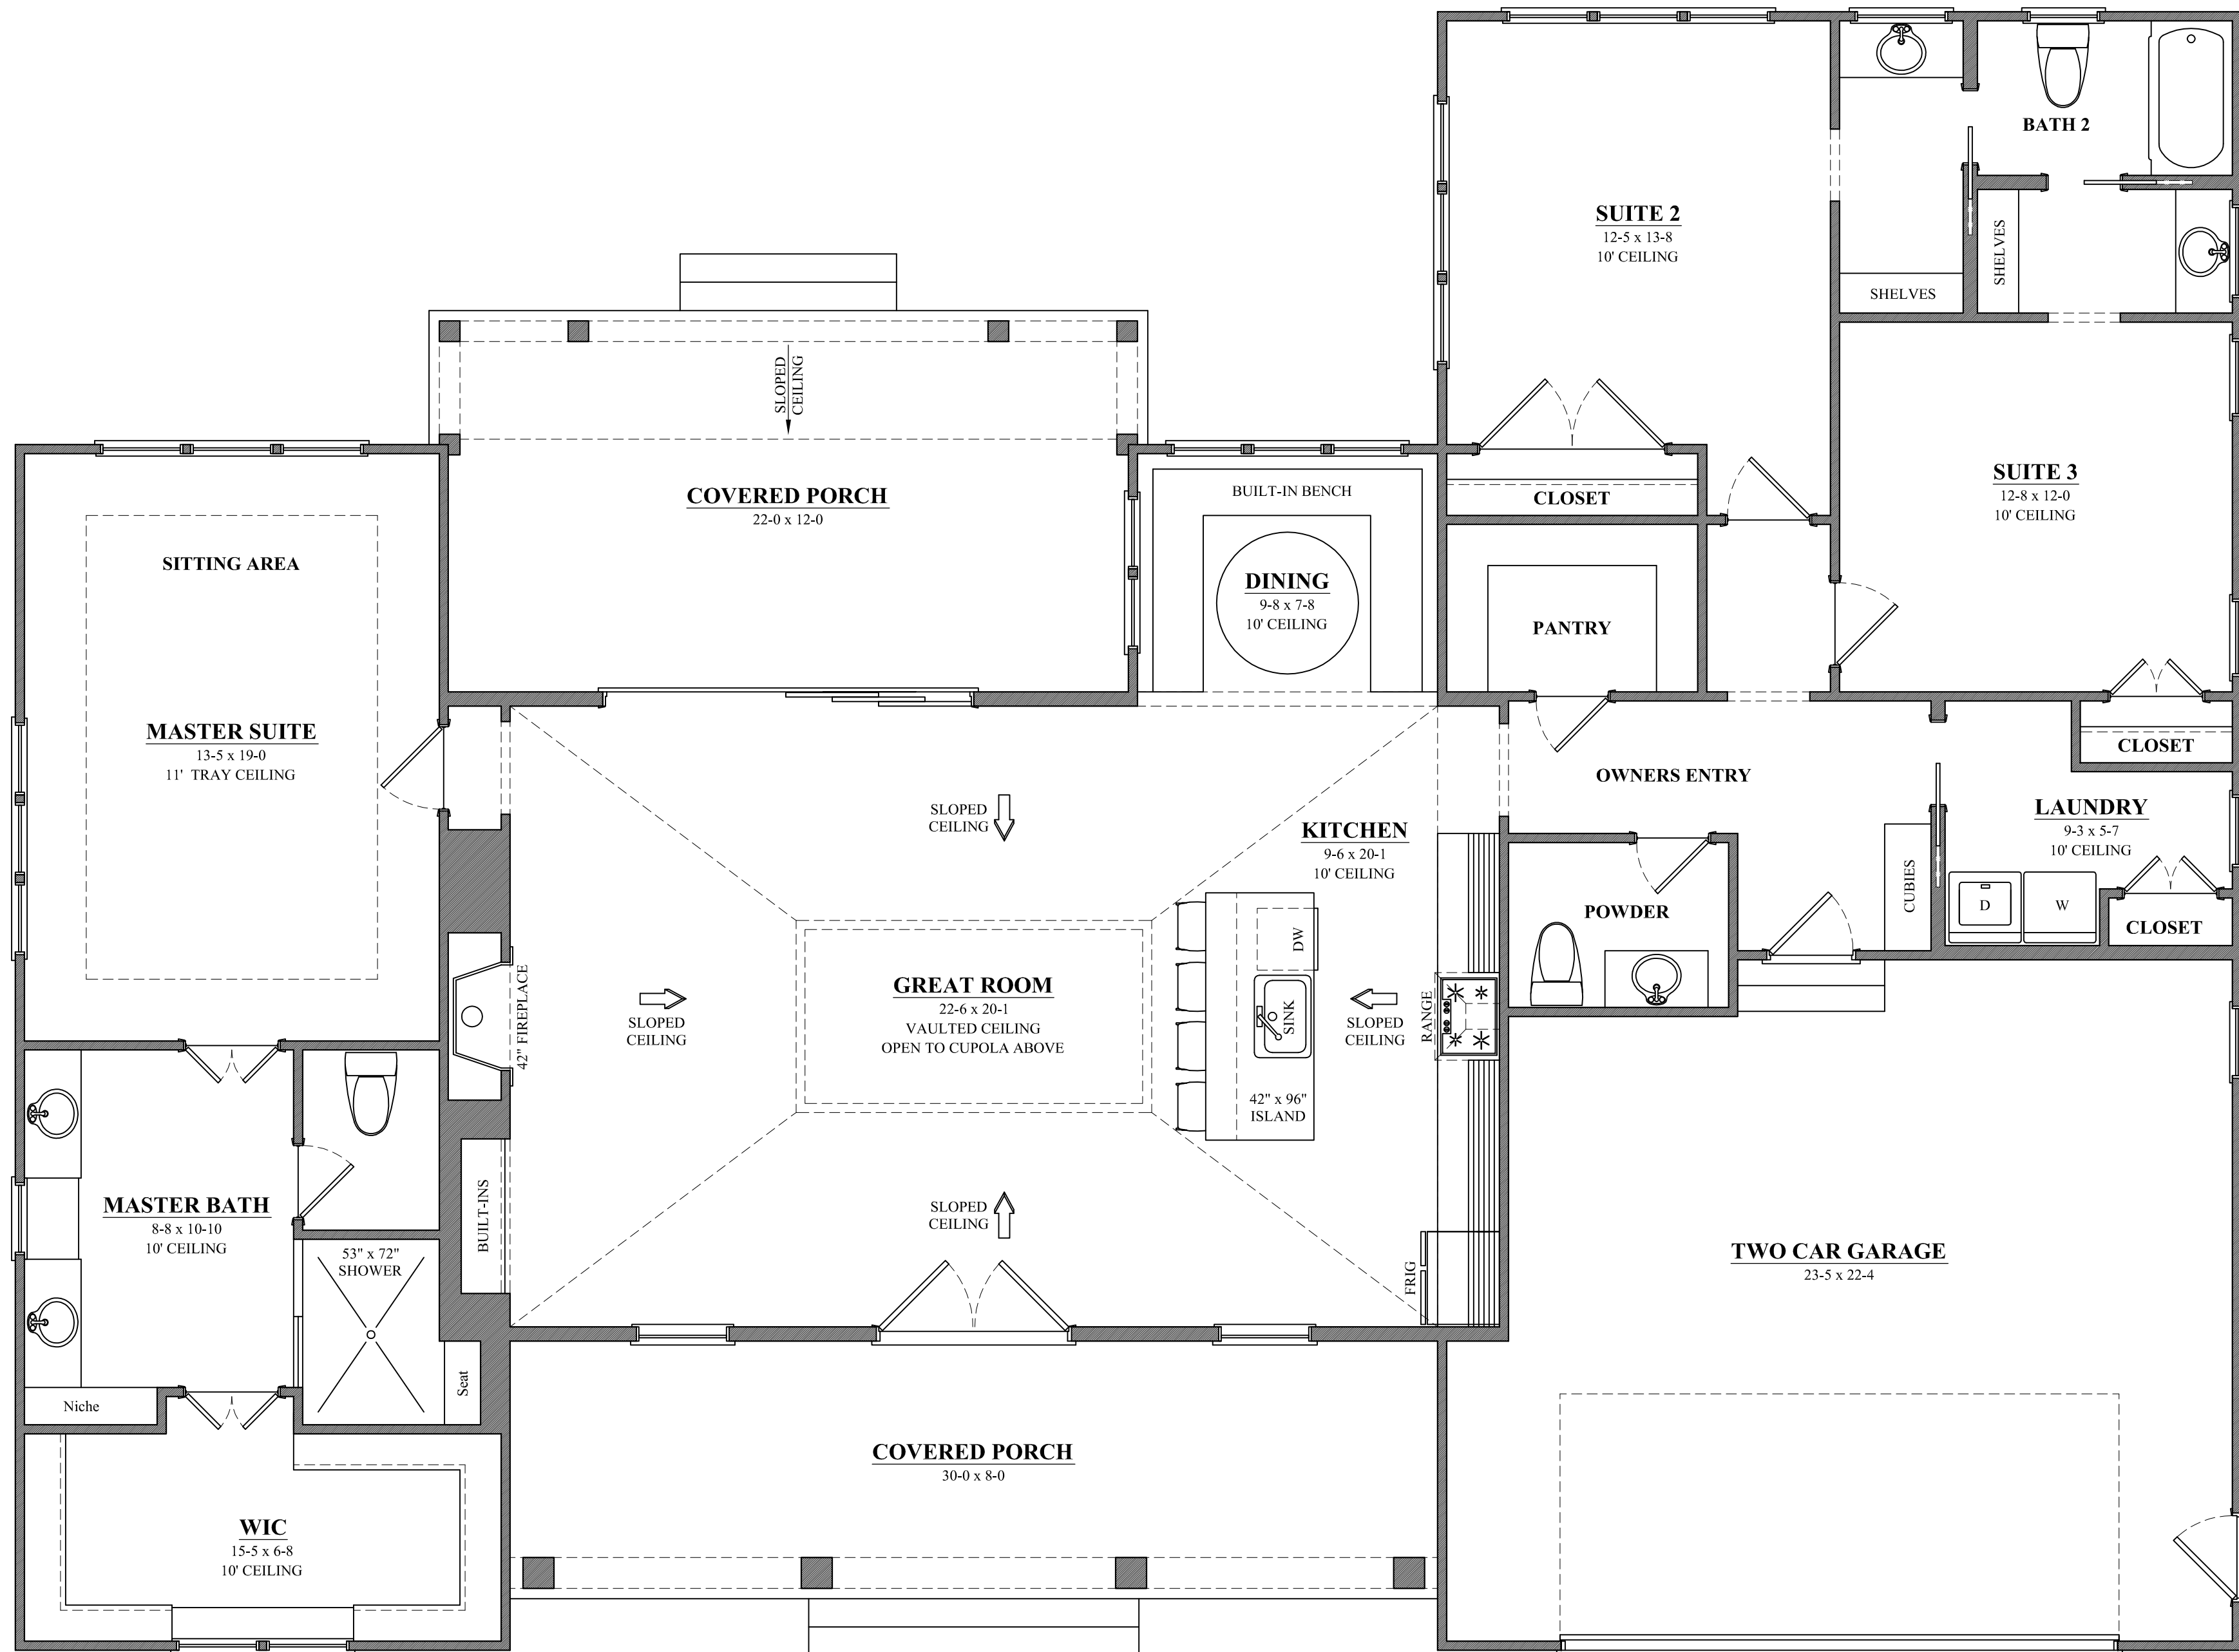 BATH 2
SUITE 2
12-5 x 13-8
10' CEILING
SHELVES
SHELVES
SLOPED
CEILING
COVERED PORCH
22-0 x 12-0
BUILT-IN BENCH
CLOSET
SUITE 3
12-8 x 12-0
10' CEILING
SITTING AREA
DINING
9-8 x 7-8
10' CEILING
PANTRY
MASTER SUITE
13-5 x 19-0
11' TRAY CEILING
CLOSET
OWNERS ENTRY
SLOPED
CEILING
KITCHEN
9-6 x 20-1
10' CEILING
LAUNDRY
9-3 x 5-7
10' CEILING
CUBIES
D
W
CLOSET
POWDER
DW
SINK
RANGE
42" x 96"
ISLAND
GREAT ROOM
22-6 x 20-1
VAULTED CEILING
OPEN TO CUPOLA ABOVE
SLOPED
CEILING
SLOPED
CEILING
42" FIREPLACE
BUILT-INS
SLOPED
CEILING
FRIG
MASTER BATH
8-8 x 10-10
10' CEILING
53" x 72"
SHOWER
Seat
Niche
TWO CAR GARAGE
23-5 x 22-4
COVERED PORCH
30-0 x 8-0
WIC
15-5 x 6-8
10' CEILING